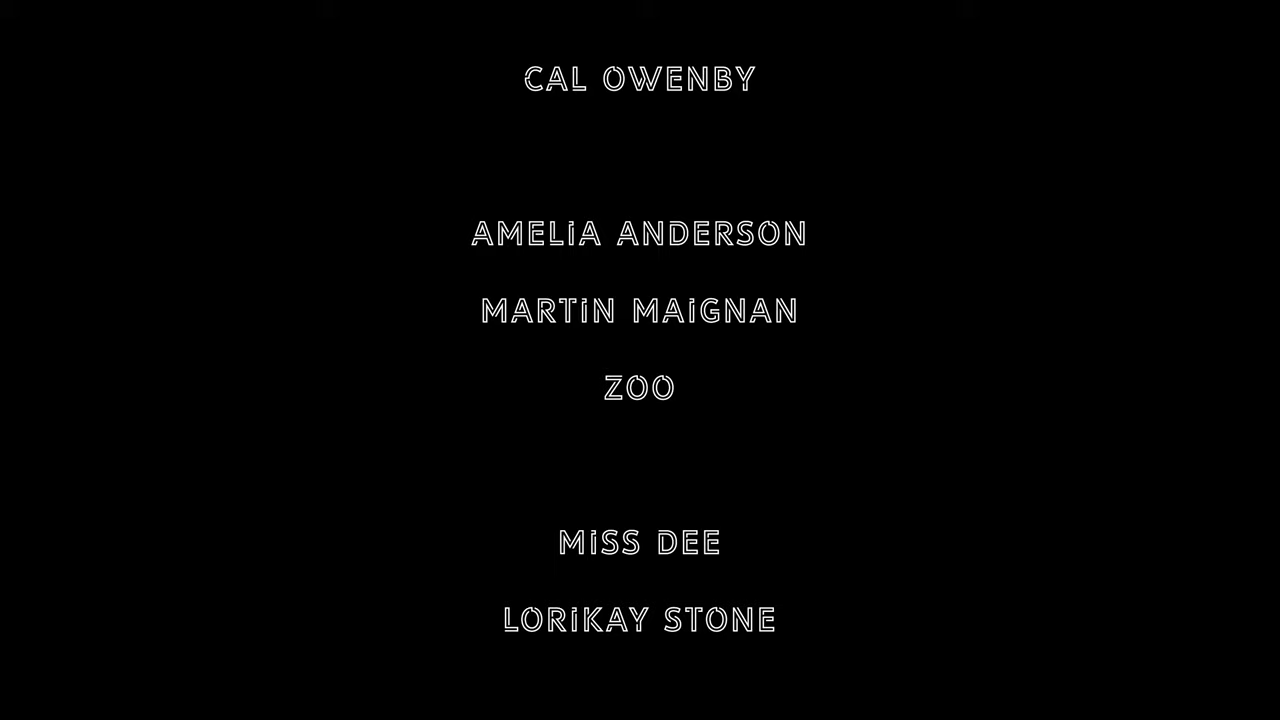 CAL OWENBY
AMELiA ANDERSON
MARTiN MAiGNAN
ZOO
MiSS DEE
LORiKAY STONE